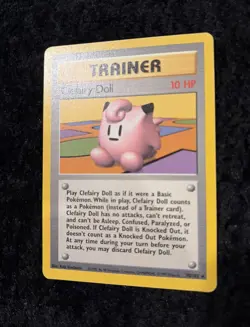 TRAINER
Clefairy Doll 10 HP
Play Clefairy Doll as if it were a Basic
Pokémon. While in play, Clefairy Doll counts
as a Pokémon (instead of a Trainer card).
Clefairy Doll has no attacks, can't retreat,
and can't be Asleep, Confused, Paralyzed, or
Poisoned. If Clefairy Doll is Knocked Out, it
doesn't count as a Knocked Out Pokémon.
At any time during your turn before your
attack, you may discard Clefairy Doll.